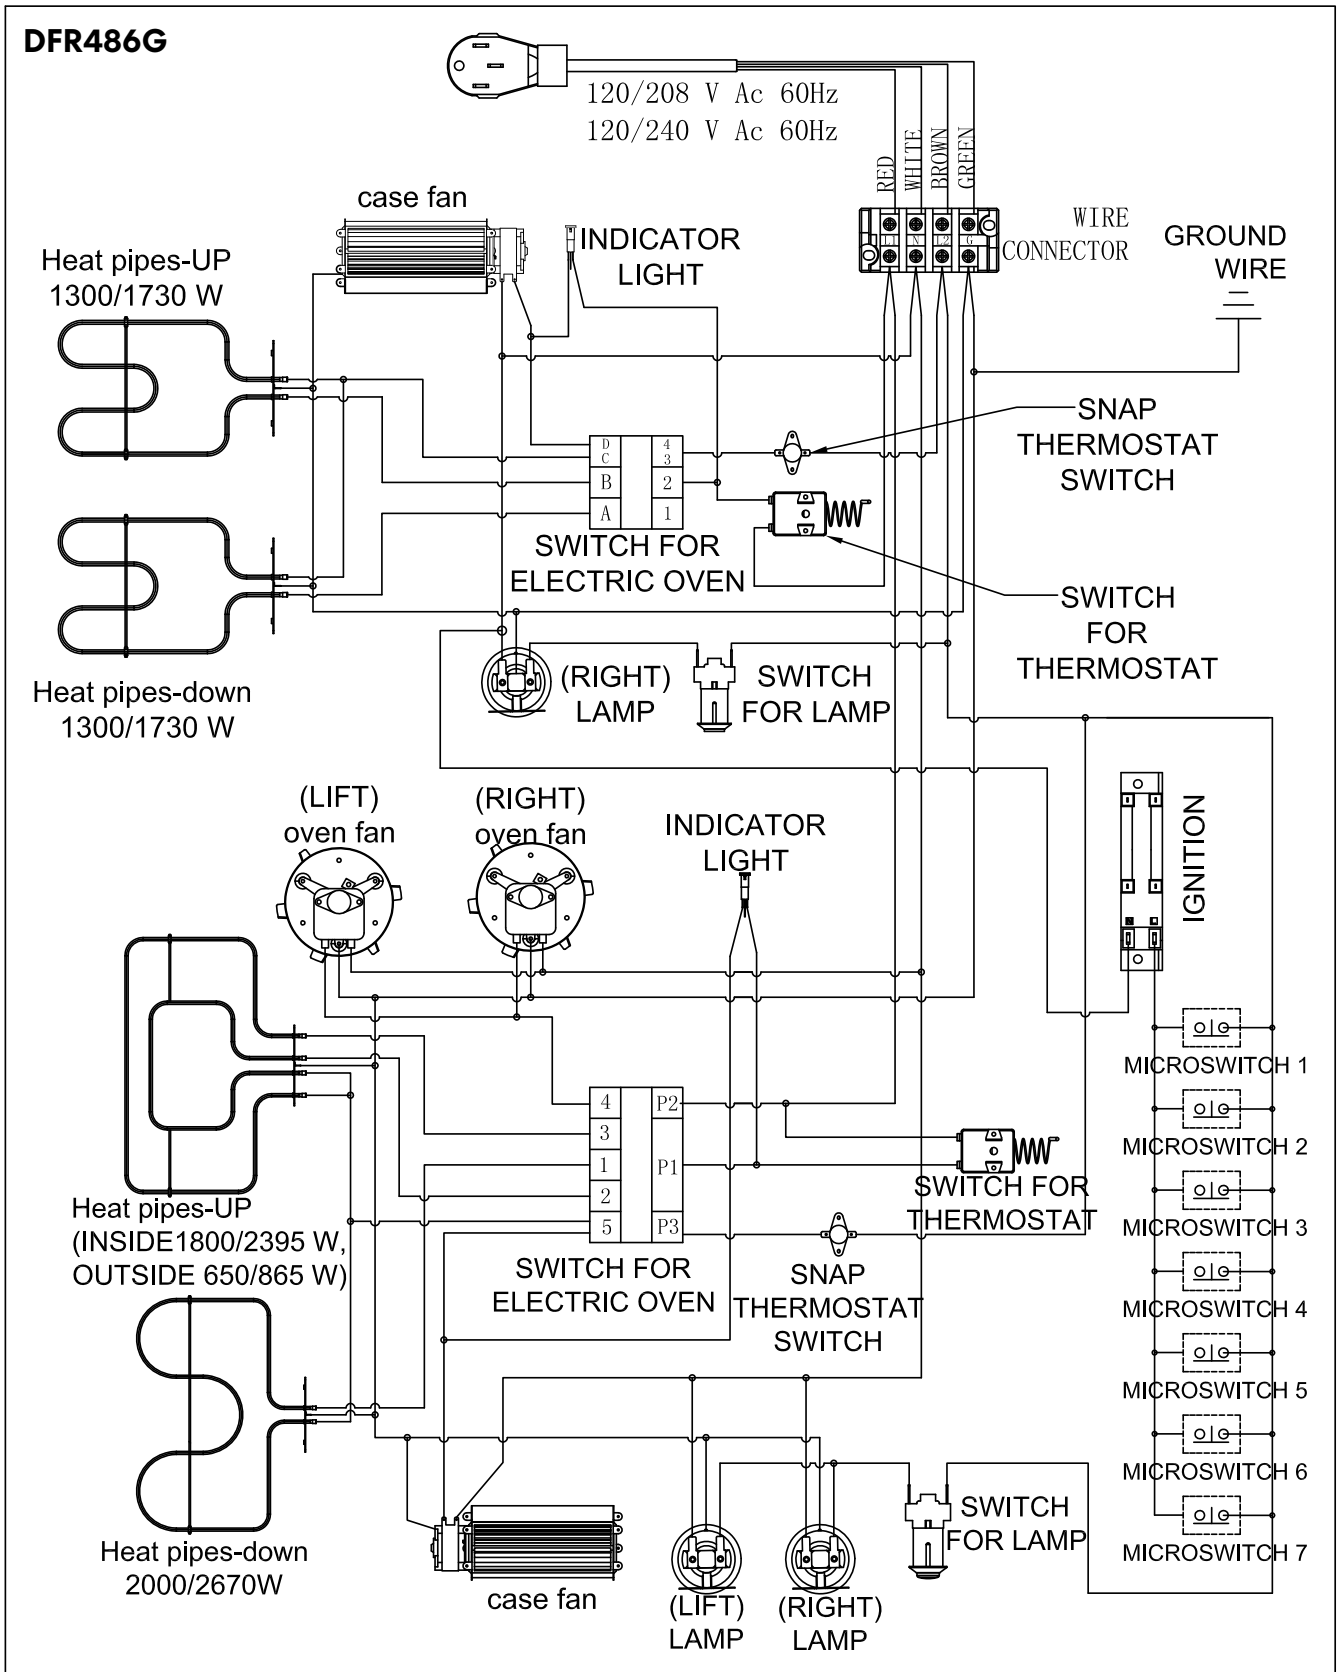 DFR486G
120/208 V Ac 60Hz
120/240 V Ac 60Hz
RED
WHITE
BROWN
GREEN
case fan
INDICATOR
LIGHT
L1 N L2 G
WIRE
CONNECTOR
GROUND
WIRE
Heat pipes-UP
1300/1730 W
SNAP
THERMOSTAT
SWITCH
D
C
B
A
4
3
2
1
SWITCH FOR
ELECTRIC OVEN
SWITCH
FOR
THERMOSTAT
Heat pipes-down
1300/1730 W
(RIGHT)
LAMP
SWITCH
FOR LAMP
(LIFT)
oven fan
(RIGHT)
oven fan
INDICATOR
LIGHT
IGNITION
MICROSWITCH 1
MICROSWITCH 2
MICROSWITCH 3
MICROSWITCH 4
MICROSWITCH 5
MICROSWITCH 6
MICROSWITCH 7
4
3
1
2
5
P2
P1
P3
SWITCH FOR
THERMOSTAT
Heat pipes-UP
(INSIDE1800/2395 W,
OUTSIDE 650/865 W)
SWITCH FOR
ELECTRIC OVEN
SNAP
THERMOSTAT
SWITCH
Heat pipes-down
2000/2670W
case fan
(LIFT)
LAMP
(RIGHT)
LAMP
SWITCH
FOR LAMP